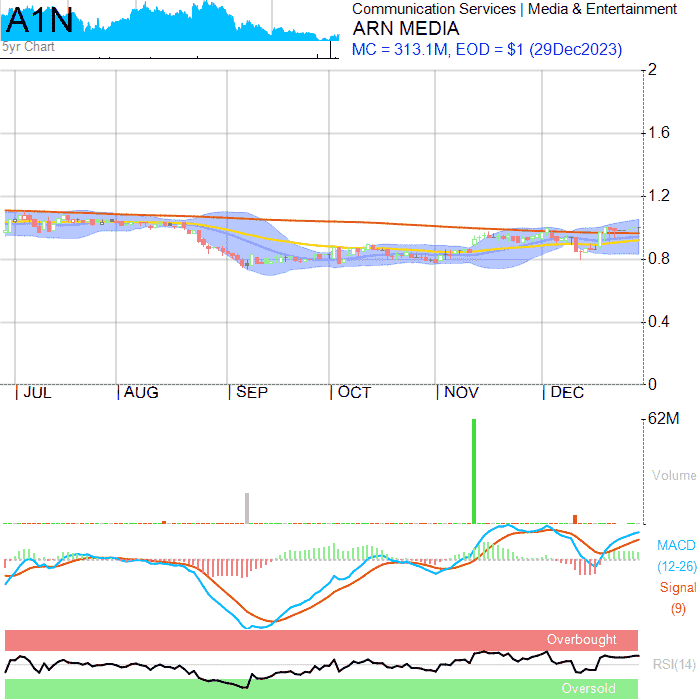 A1N
5yr Chart
Communication Services | Media & Entertainment
ARN MEDIA
MC = 313.1M, EOD = $1 (29Dec2023)
2
1.6
1.2
0.8
0.4
0
JUL
AUG
SEP
OCT
NOV
DEC
62M
Volume
MACD
(12-26)
Signal
(9)
Overbought
RSI(14)
Oversold